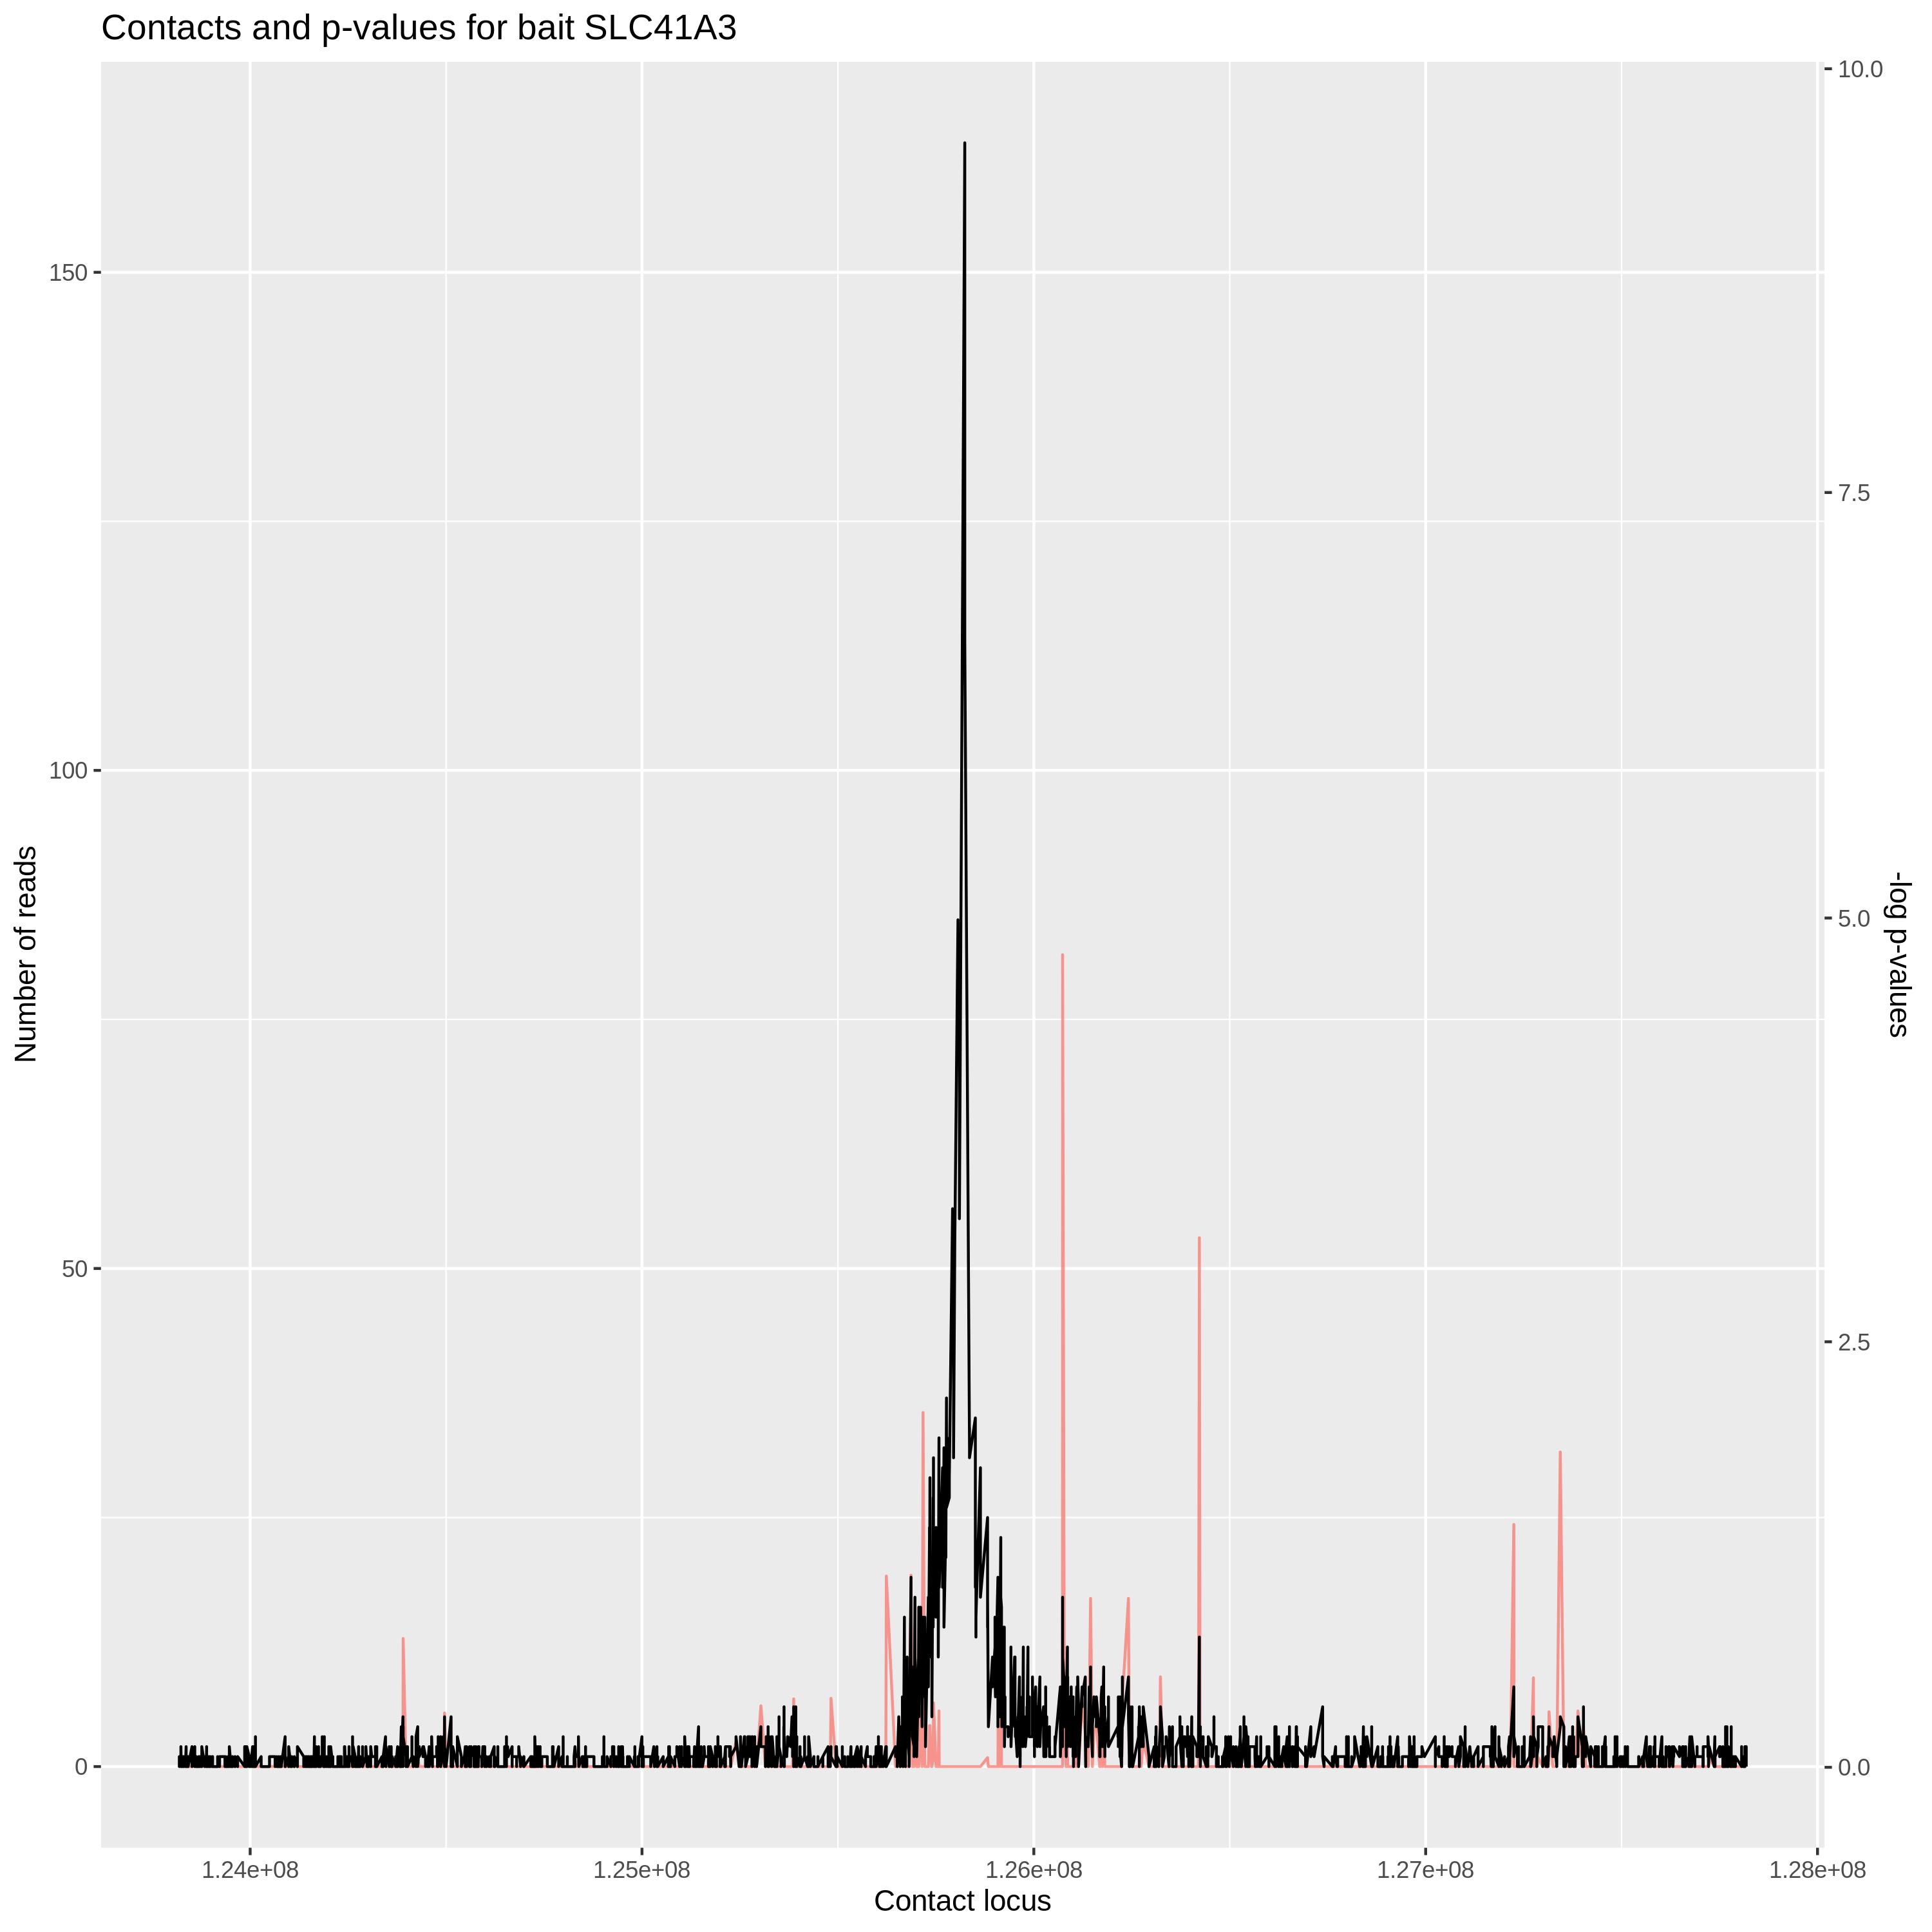 Contacts and p-values for bait SLC41A3
10.0
150
7.5
100
5.0
Number of reads
-log p-values
50
2.5
0
0.0
1.24e+08 1.25e+08 1.26e+08 1.27e+08 1.28e+08
Contact locus